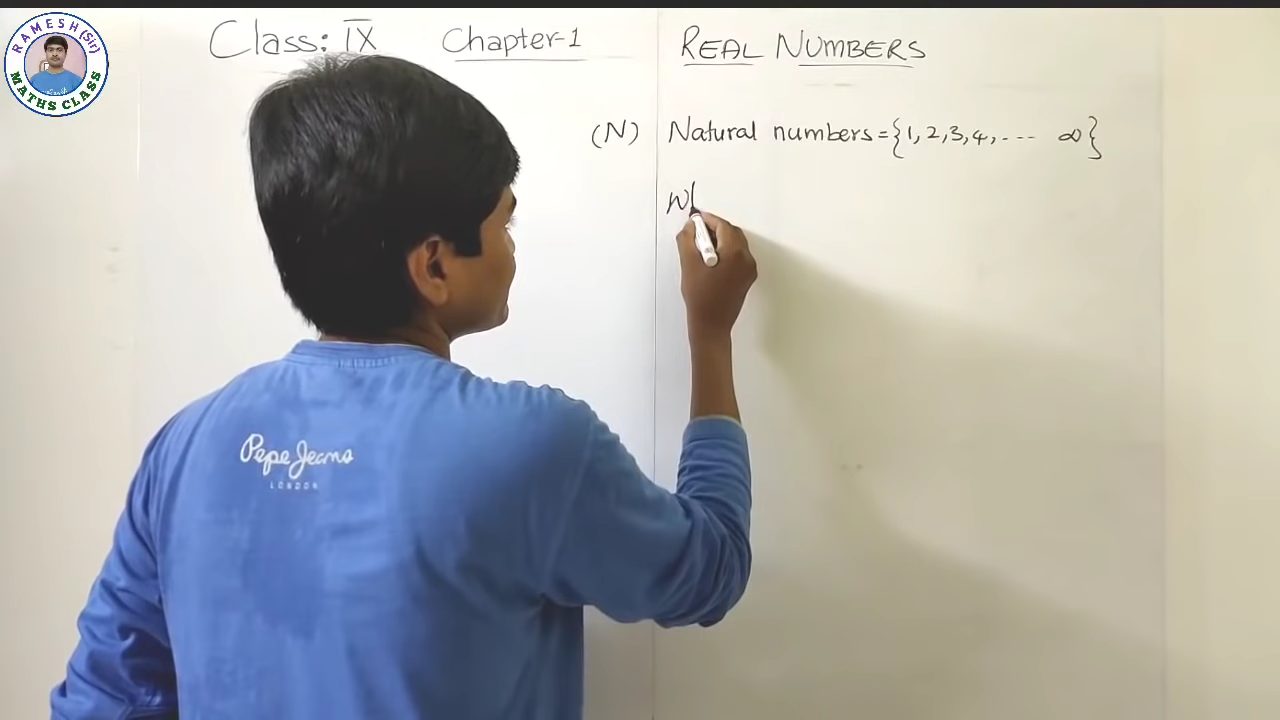 RAMESH (Sir)
MATHS CLASS
Class: IX Chapter-1 REAL NUMBERS
(N) Natural numbers = {1, 2, 3, 4, --- ∞}
Wh
Pepe Jeans
LONDON